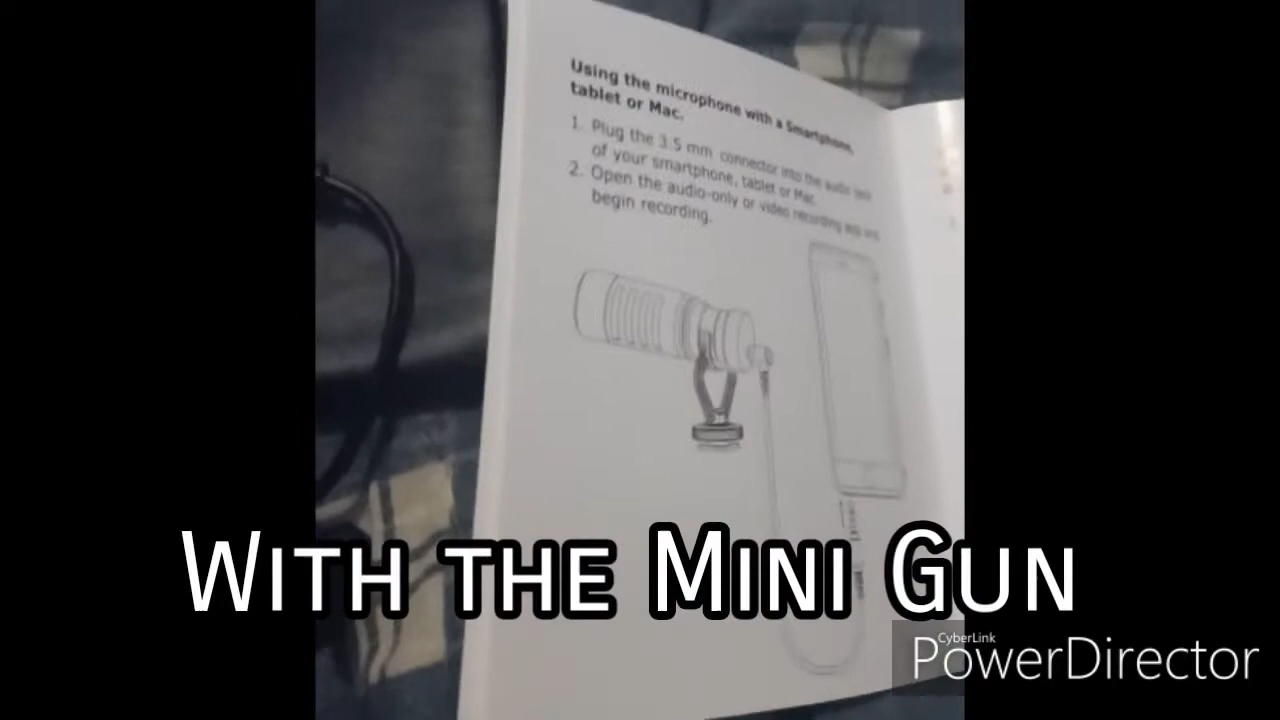 Using the microphone with a Smartphone,
tablet or Mac.
1. Plug the 3.5 mm connector into the audio jack
of your smartphone, tablet or Mac.
2. Open the audio-only or video recording app and
begin recording.
WITH THE MINI GUN
CyberLink
PowerDirector